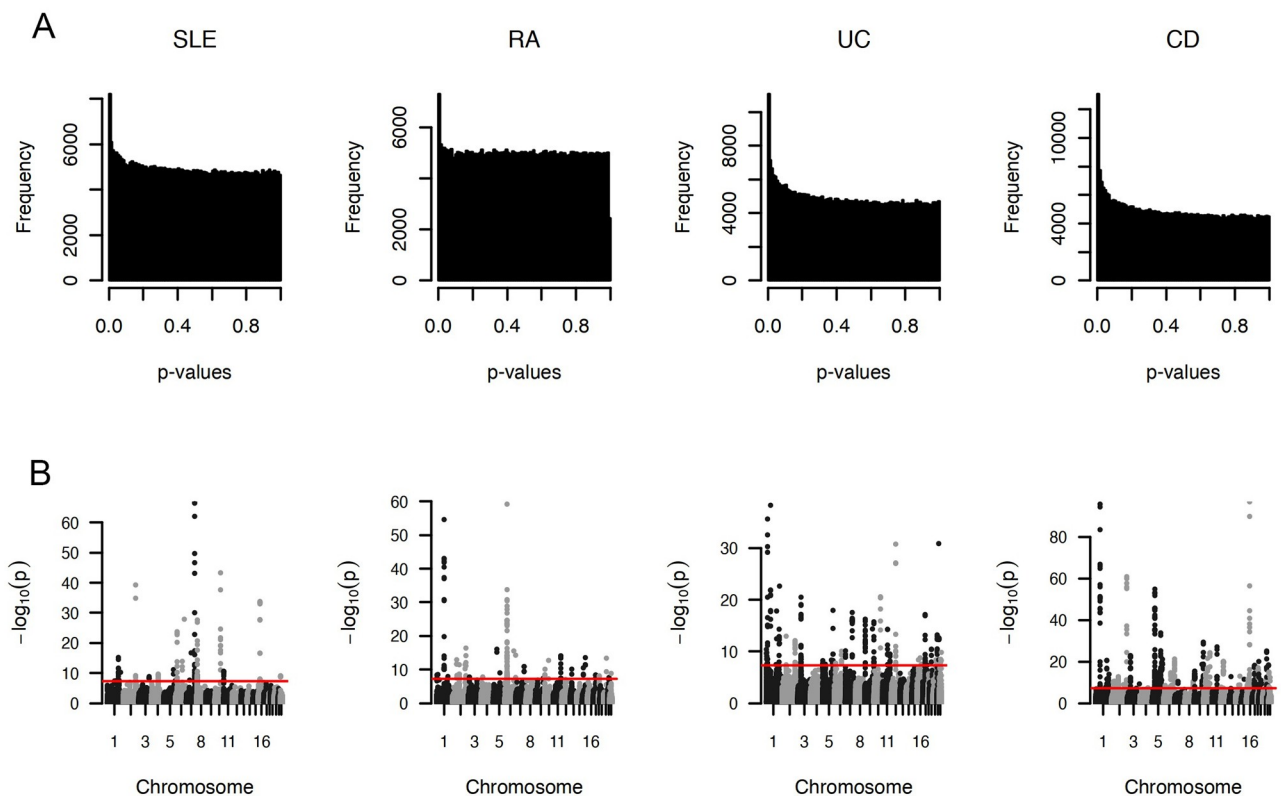 A
SLE RA UC CD
Frequency
0 2000 6000
0.0 0.4 0.8
p-values
Frequency
0 2000 4000 6000
0.0 0.4 0.8
p-values
Frequency
0 4000 8000
0.0 0.4 0.8
p-values
Frequency
0 4000 10000
0.0 0.4 0.8
p-values
B
−log10(p)
60
50
40
30
20
10
0
1 3 5 8 11 16
Chromosome
−log10(p)
60
50
40
30
20
10
0
1 3 5 8 11 16
Chromosome
−log10(p)
30
20
10
0
1 3 5 8 11 16
Chromosome
−log10(p)
80
60
40
20
0
1 3 5 8 11 16
Chromosome